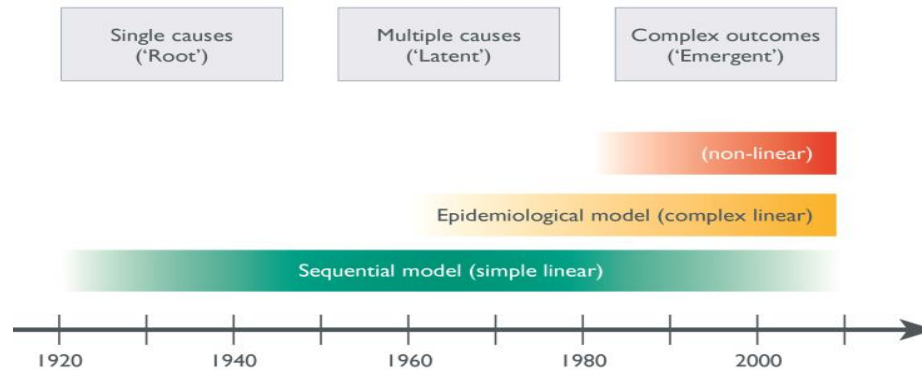 Single causes
(‘Root’)
Multiple causes
(‘Latent’)
Complex outcomes
(‘Emergent’)
(non-linear)
Epidemiological model (complex linear)
Sequential model (simple linear)
1920
1940
1960
1980
2000